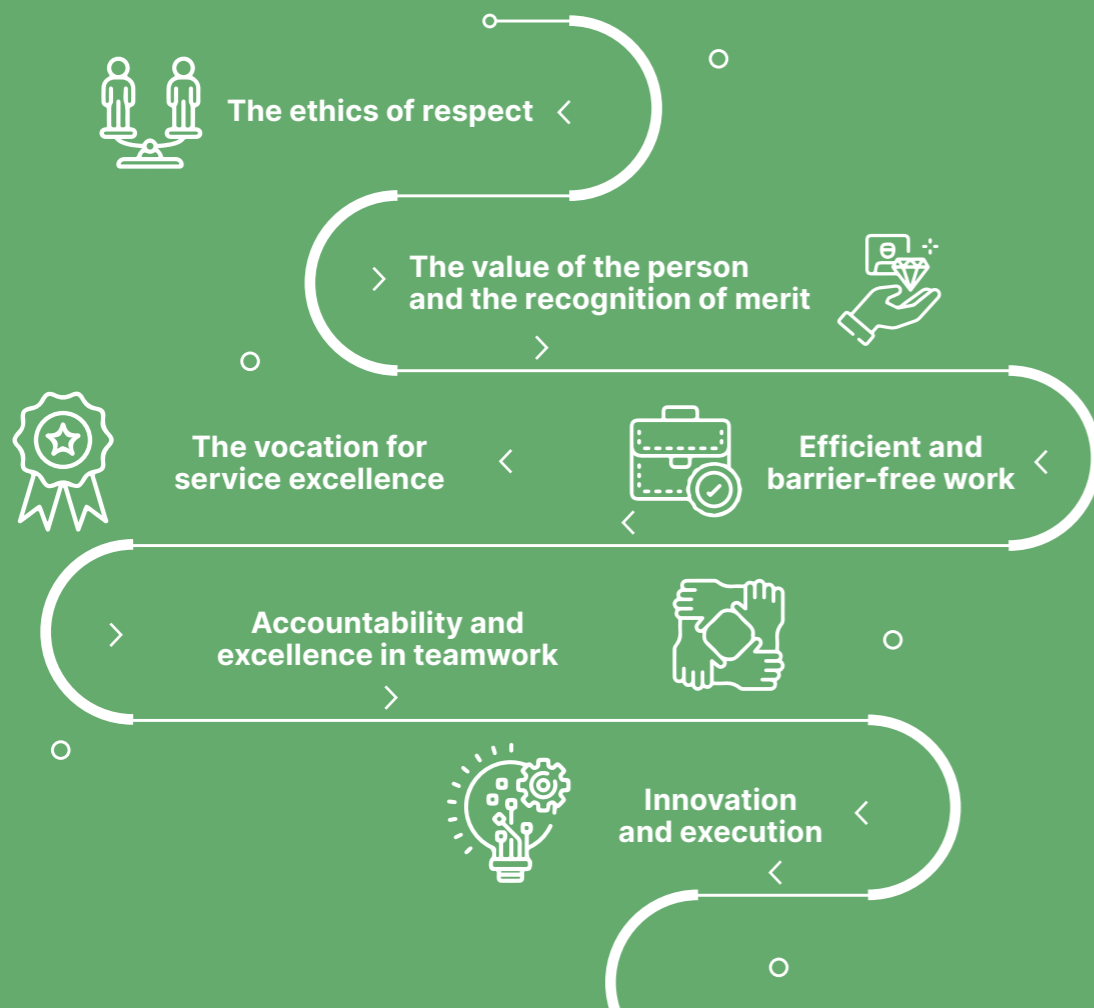 The ethics of respect
The value of the person
and the recognition of merit
Efficient and
barrier-free work
The vocation for
service excellence
Accountability and
excellence in teamwork
Innovation
and execution